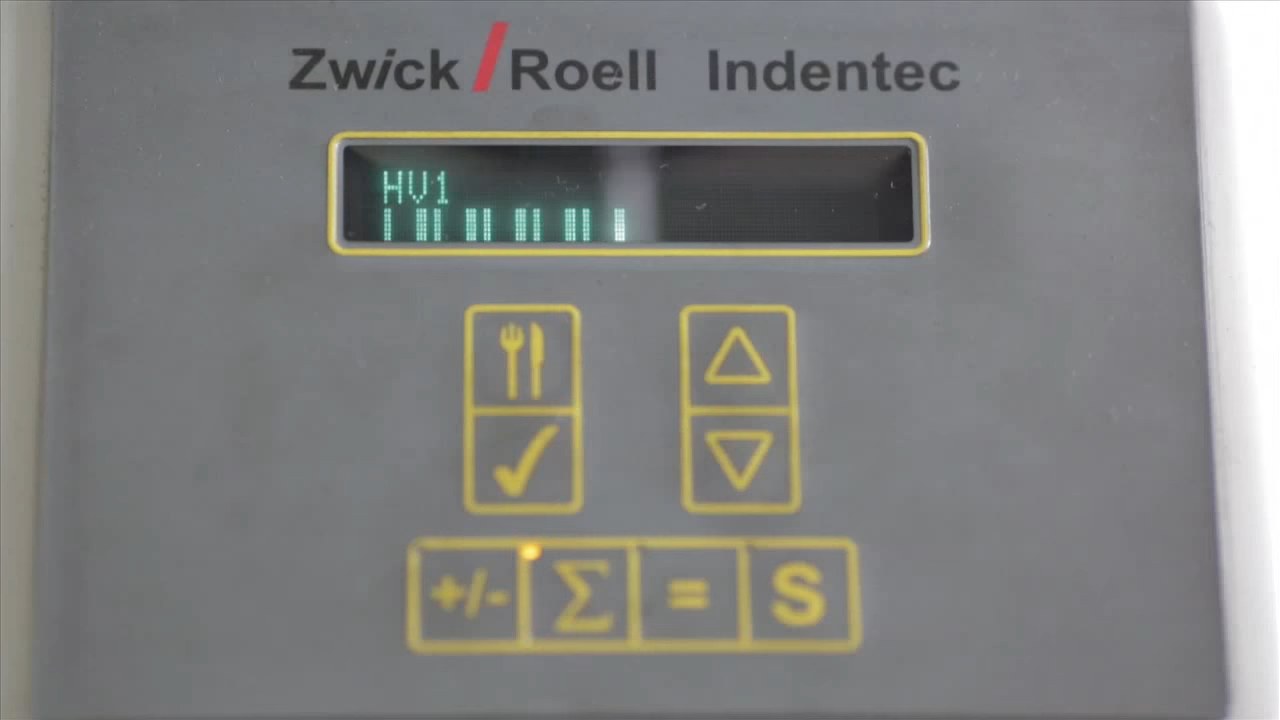 Zwick/Roell Indentec
HV1
+/- Σ = S